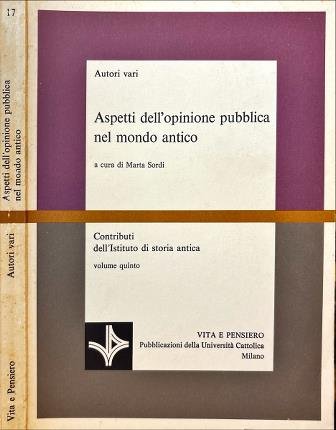 17
Aspetti dell'opinione pubblica
nel mondo antico
Autori vari
Vita e Pensiero
Autori vari
Aspetti dell'opinione pubblica
nel mondo antico
a cura di Marta Sordi
Contributi
dell'Istituto di storia antica
volume quinto
VITA E PENSIERO
Pubblicazioni della Università Cattolica
Milano